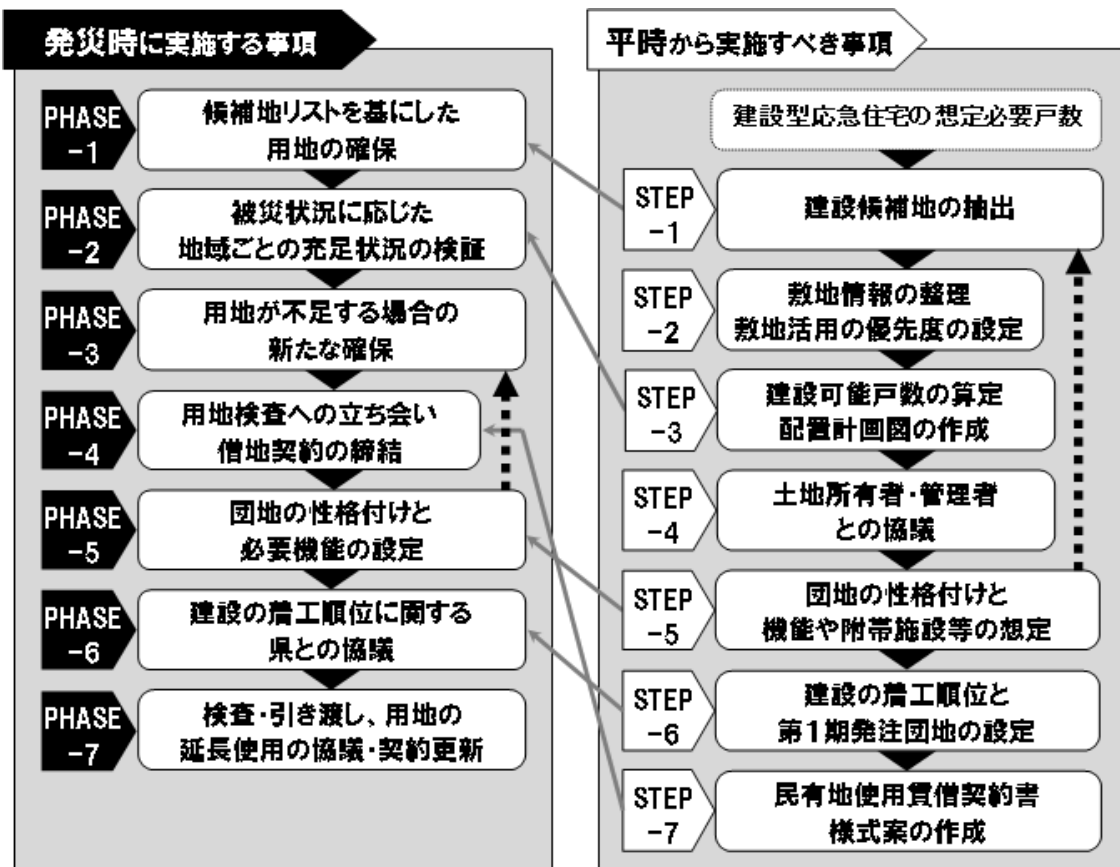 発災時に実施する事項
PHASE
-1
候補地リストを基にした
用地の確保
PHASE
-2
被災状況に応じた
地域ごとの充足状況の検証
PHASE
-3
用地が不足する場合の
新たな確保
PHASE
-4
用地検査への立ち会い
借地契約の締結
PHASE
-5
団地の性格付けと
必要機能の設定
PHASE
-6
建設の着工順位に関する
県との協議
PHASE
-7
検査・引き渡し、用地の
延長使用の協議・契約更新
平時から実施すべき事項
建設型応急住宅の想定必要戸数
STEP
-1
建設候補地の抽出
STEP
-2
敷地情報の整理
敷地活用の優先度の設定
STEP
-3
建設可能戸数の算定
配置計画図の作成
STEP
-4
土地所有者・管理者
との協議
STEP
-5
団地の性格付けと
機能や附帯施設等の想定
STEP
-6
建設の着工順位と
第1期発注団地の設定
STEP
-7
民有地使用賃借契約書
様式案の作成